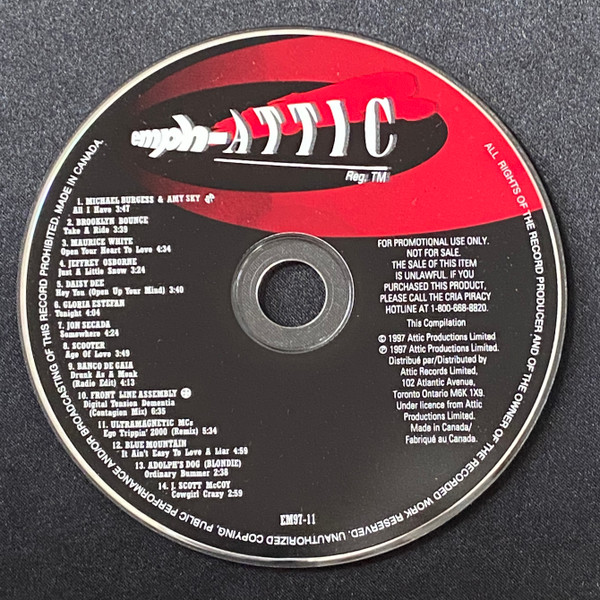 emph-ATTIC
Reg. TM
1. MICHAEL BURGESS & AMY SKY
All I Have 3:47
2. BROOKLYN BOUNCE
Take A Ride 3:39
3. MAURICE WHITE
Open Your Heart To Love 4:34
4. JEFFREY OSBORNE
Just A Little Snow 3:24
5. DAISY DEE
Hey You (Open Up Your Mind) 3:40
6. GLORIA ESTEFAN
Tonight 4:04
7. JON SECADA
Somewhere 4:24
8. SCOOTER
Age Of Love 3:49
9. BANCO DE GAIA
Drunk As A Monk
(Radio Edit) 4:13
10. FRONT LINE ASSEMBLY
Digital Tension Dementia
(Contagion Mix) 6:35
11. ULTRAMAGNETIC MCs
Ego Trippin' 2000 (Remix) 5:34
12. BLUE MOUNTAIN
It Ain't Easy To Love A Liar 4:59
13. ADOLPH'S DOG (BLONDIE)
Ordinary Bummer 2:38
14. J. SCOTT McCOY
Cowgirl Crazy 2:59
FOR PROMOTIONAL USE ONLY.
NOT FOR SALE.
THE SALE OF THIS ITEM
IS UNLAWFUL. IF YOU
PURCHASED THIS PRODUCT,
PLEASE CALL THE CRIA PIRACY
HOTLINE AT 1-800-668-8820.
This Compilation
© 1997 Attic Productions Limited
℗ 1997 Attic Productions Limited.
Distribué par/Distributed by
Attic Records Limited,
102 Atlantic Avenue,
Toronto Ontario M6K 1X9.
Under licence from Attic
Productions Limited.
Made in Canada/
Fabriqué au Canada.
EM97-11
ALL RIGHTS OF THE RECORD PRODUCER AND OF THE OWNER OF THE RECORDED WORK RESERVED. UNAUTHORIZED COPYING, PUBLIC PERFORMANCE AND/OR BROADCASTING OF THIS RECORD PROHIBITED, MADE IN CANADA.